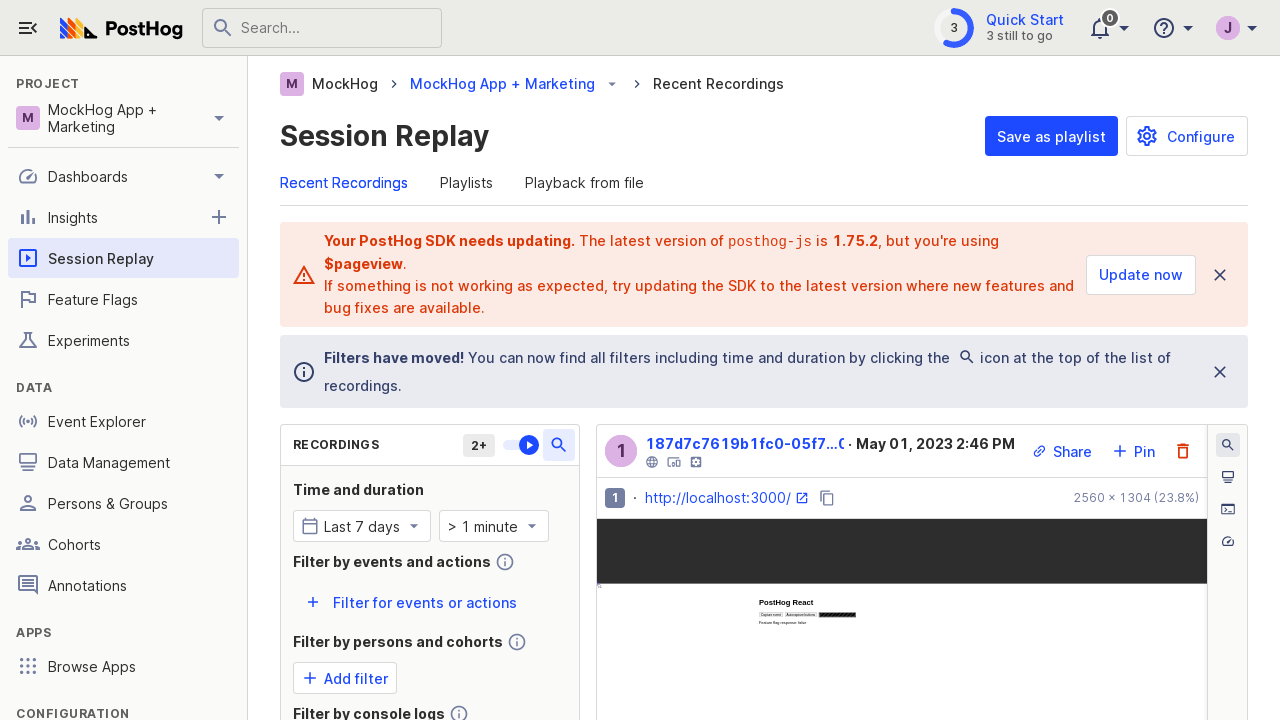 PostHog
Search...
3
Quick Start
3 still to go
0
J
PROJECT
M
MockHog App +
Marketing
Dashboards
Insights
Session Replay
Feature Flags
Experiments
DATA
Event Explorer
Data Management
Persons & Groups
Cohorts
Annotations
APPS
Browse Apps
CONFIGURATION
M MockHog
MockHog App + Marketing
Recent Recordings
Session Replay
Save as playlist
Configure
Recent Recordings
Playlists
Playback from file
Your PostHog SDK needs updating. The latest version of posthog-js is 1.75.2, but you're using
$pageview.
If something is not working as expected, try updating the SDK to the latest version where new features and
bug fixes are available.
Update now
Filters have moved! You can now find all filters including time and duration by clicking the icon at the top of the list of
recordings.
RECORDINGS
2+
Time and duration
Last 7 days
> 1 minute
Filter by events and actions
Filter for events or actions
Filter by persons and cohorts
Add filter
Filter by console logs
1
187d7c7619b1fc0-05f7...0 · May 01, 2023 2:46 PM
Share
Pin
1 · http://localhost:3000/
2560 × 1304 (23.8%)
PostHog React
Capture event
Autocapture buttons
Feature flag response: false